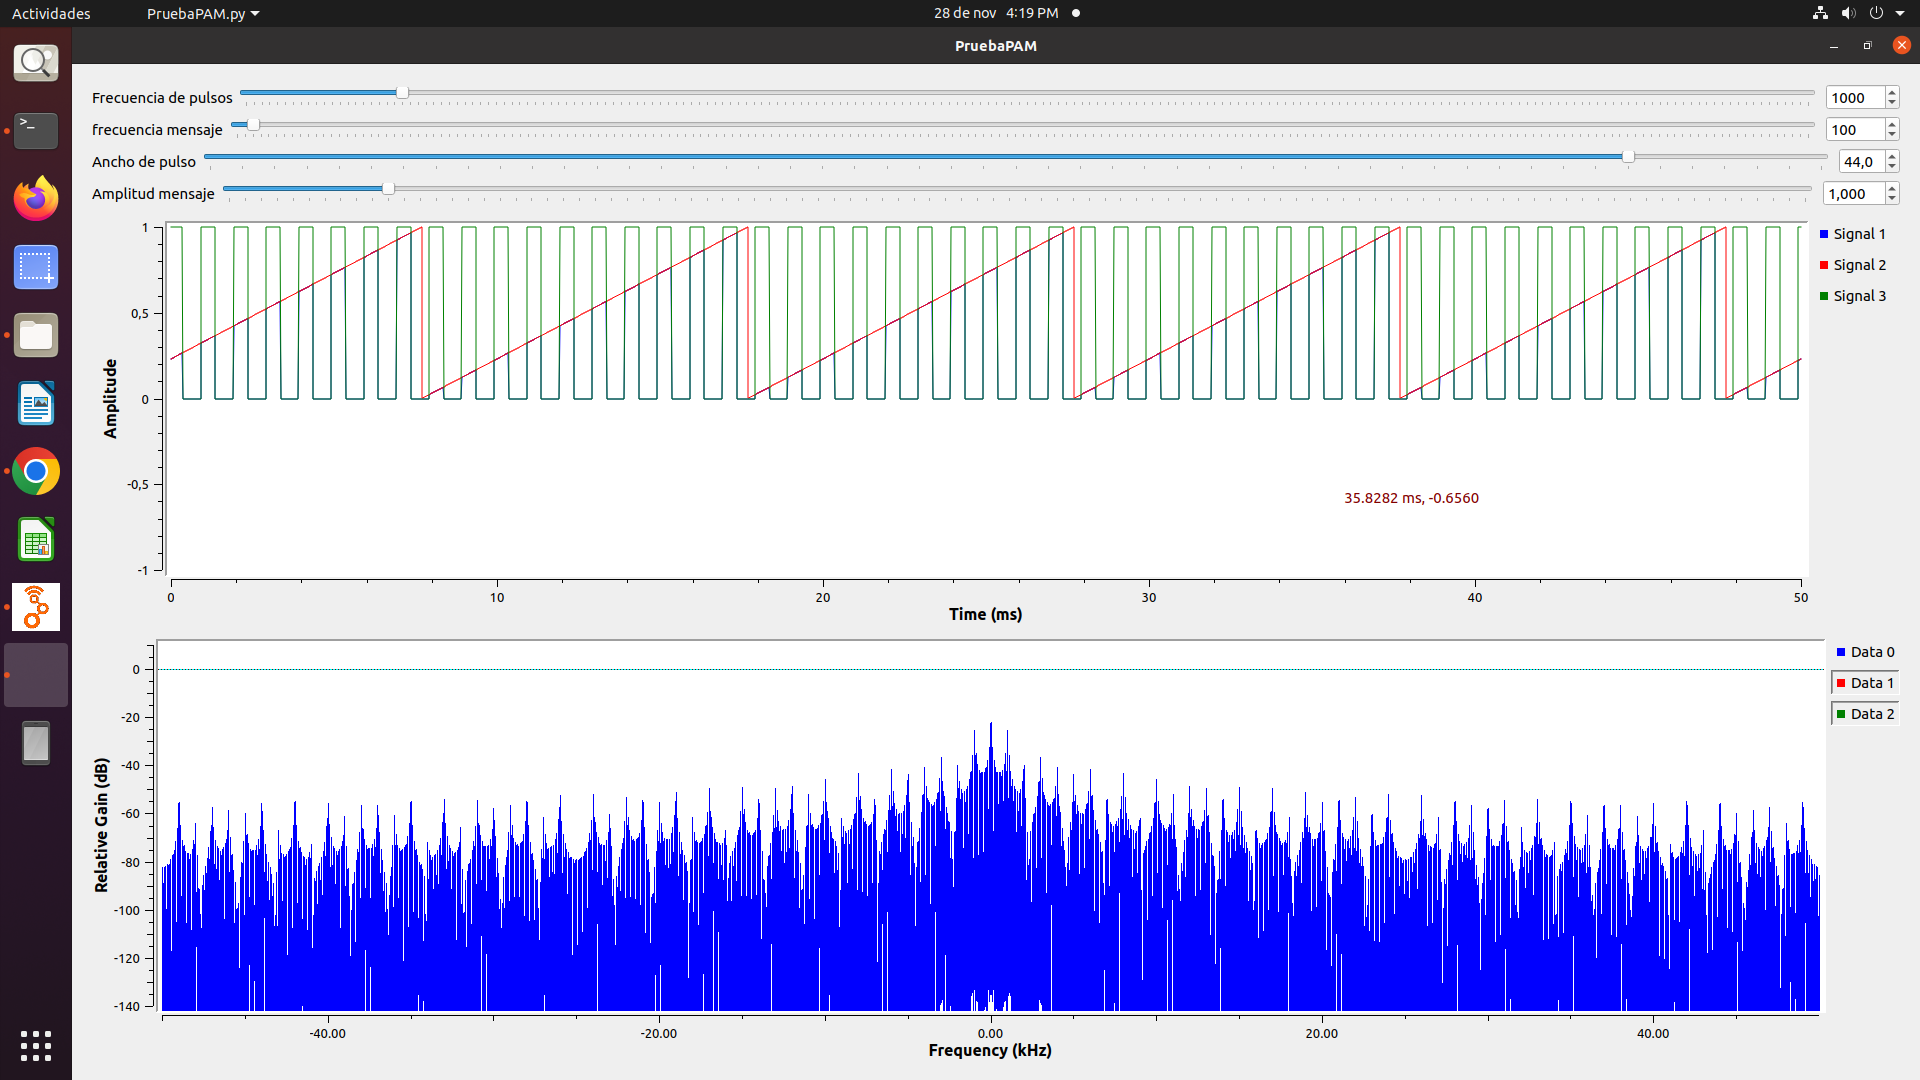 Actividades PruebaPAM.py 28 de nov 4:19 PM
PruebaPAM
Frecuencia de pulsos 1000
frecuencia mensaje 100
Ancho de pulso 44,0
Amplitud mensaje 1,000
>_
Amplitude
1
0,5
0
-0,5
-1
Signal 1
Signal 2
Signal 3
35.8282 ms, -0.6560
0 10 20 30 40 50
Time (ms)
Relative Gain (dB)
0
-20
-40
-60
-80
-100
-120
-140
Data 0
Data 1
Data 2
-40.00 -20.00 0.00 20.00 40.00
Frequency (kHz)